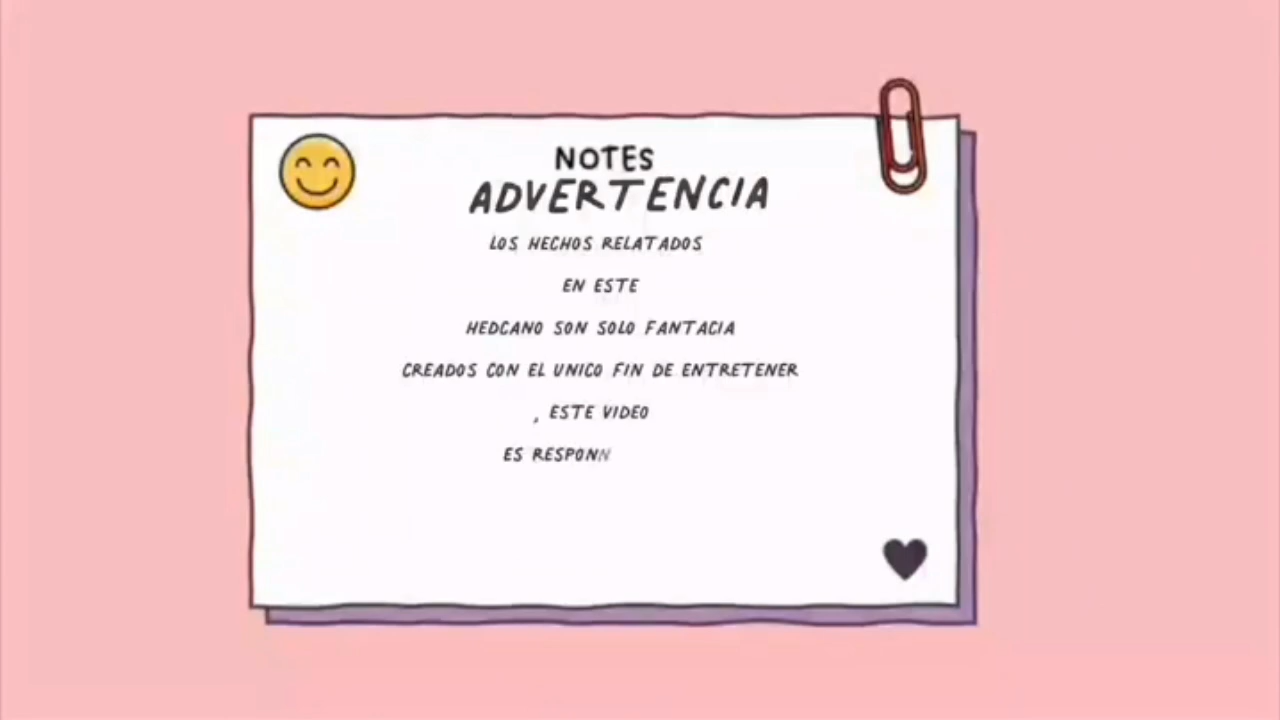 NOTES
ADVERTENCIA
LOS HECHOS RELATADOS
EN ESTE
HEDCANO SON SOLO FANTACIA
CREADOS CON EL UNICO FIN DE ENTRETENER
, ESTE VIDEO
ES RESPONN